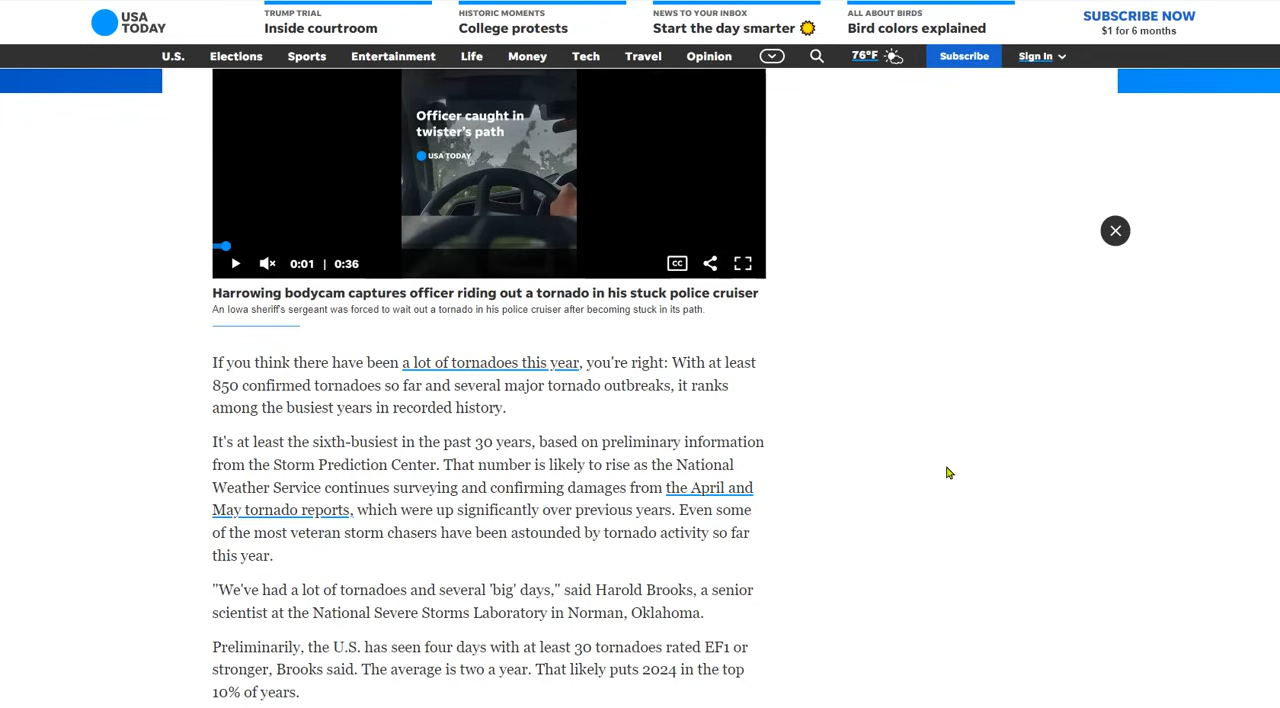 USA
TODAY
TRUMP TRIAL
Inside courtroom
HISTORIC MOMENTS
College protests
NEWS TO YOUR INBOX
Start the day smarter
ALL ABOUT BIRDS
Bird colors explained
SUBSCRIBE NOW
$1 for 6 months
U.S. Elections Sports Entertainment Life Money Tech Travel Opinion 76°F Subscribe Sign In
Officer caught in
twister's path
USA TODAY
0:01 | 0:36 CC
Harrowing bodycam captures officer riding out a tornado in his stuck police cruiser
An Iowa sheriff's sergeant was forced to wait out a tornado in his police cruiser after becoming stuck in its path.
If you think there have been a lot of tornadoes this year, you're right: With at least
850 confirmed tornadoes so far and several major tornado outbreaks, it ranks
among the busiest years in recorded history.
It's at least the sixth-busiest in the past 30 years, based on preliminary information
from the Storm Prediction Center. That number is likely to rise as the National
Weather Service continues surveying and confirming damages from the April and
May tornado reports, which were up significantly over previous years. Even some
of the most veteran storm chasers have been astounded by tornado activity so far
this year.
"We've had a lot of tornadoes and several 'big' days," said Harold Brooks, a senior
scientist at the National Severe Storms Laboratory in Norman, Oklahoma.
Preliminarily, the U.S. has seen four days with at least 30 tornadoes rated EF1 or
stronger, Brooks said. The average is two a year. That likely puts 2024 in the top
10% of years.